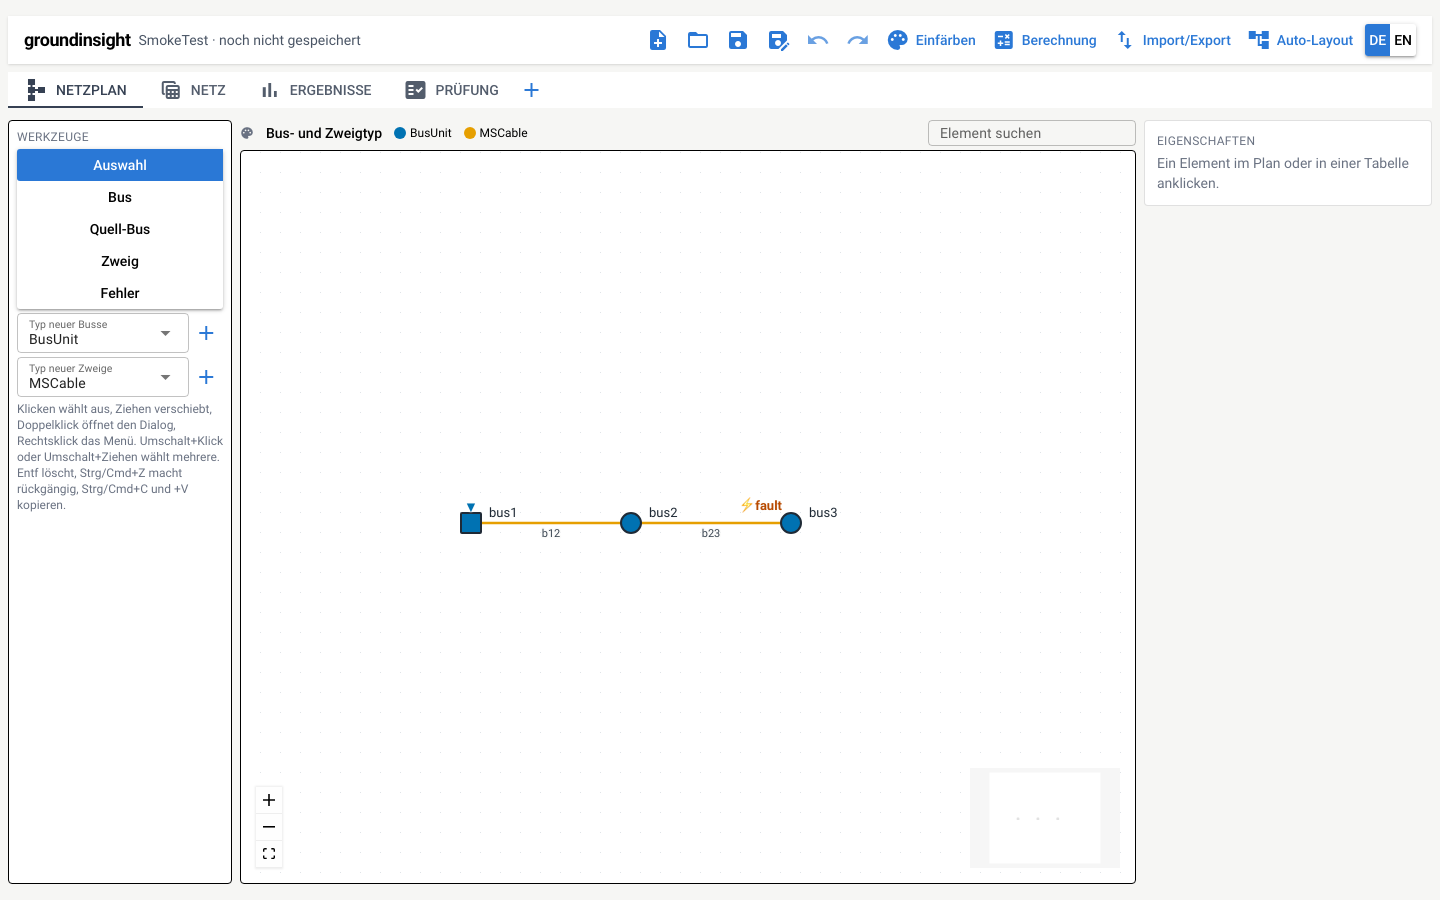 groundinsight SmokeTest · noch nicht gespeichert
Einfärben
Berechnung
Import/Export
Auto-Layout
DE EN
NETZPLAN
NETZ
ERGEBNISSE
PRÜFUNG
WERKZEUGE
Auswahl
Bus
Quell-Bus
Zweig
Fehler
Typ neuer Busse
BusUnit
Typ neuer Zweige
MSCable
Klicken wählt aus, Ziehen verschiebt,
Doppelklick öffnet den Dialog,
Rechtsklick das Menü. Umschalt+Klick
oder Umschalt+Ziehen wählt mehrere.
Entf löscht, Strg/Cmd+Z macht
rückgängig, Strg/Cmd+C und +V
kopieren.
Bus- und Zweigtyp
BusUnit
MSCable
Element suchen
bus1
b12
bus2
b23
fault
bus3
EIGENSCHAFTEN
Ein Element im Plan oder in einer Tabelle
anklicken.